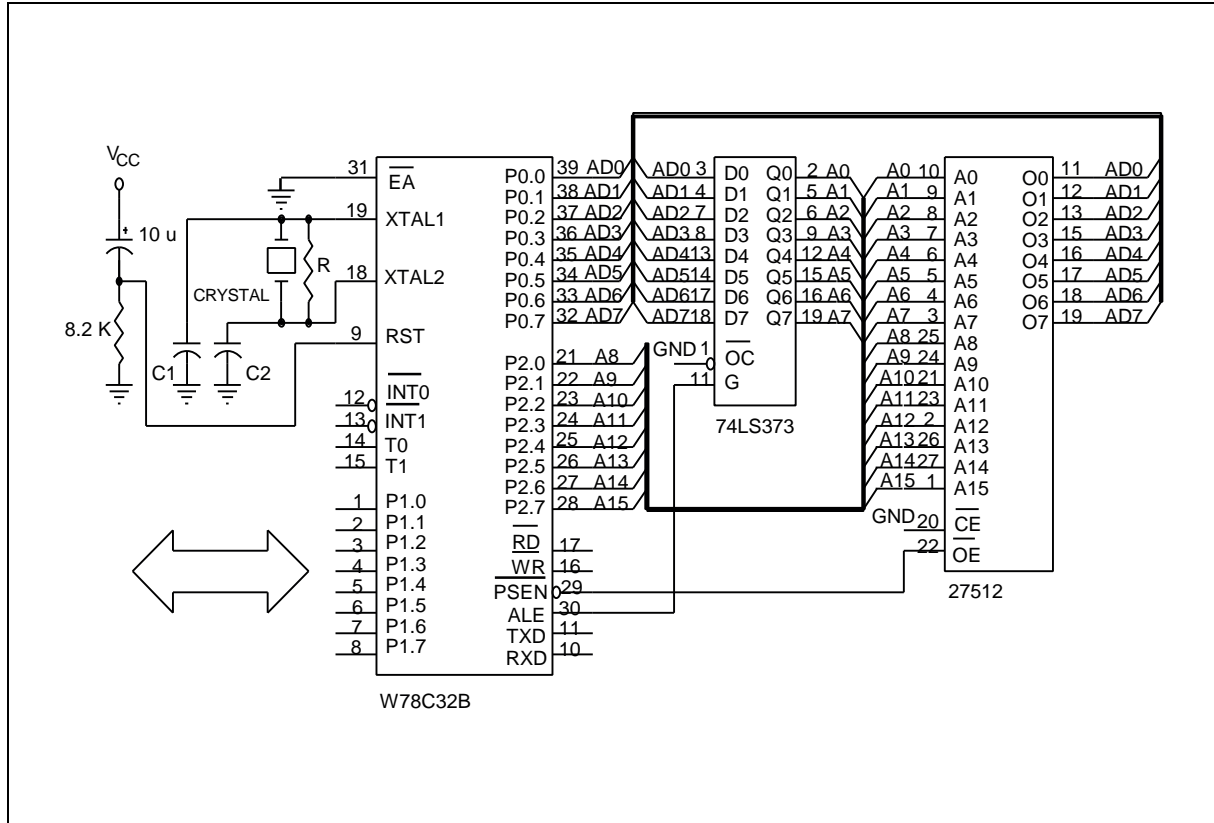 VCC
10 u
8.2 K
C1
C2
CRYSTAL
R
31 EA
19 XTAL1
18 XTAL2
9 RST
12 INT0
13 INT1
14 T0
15 T1
1 P1.0
2 P1.1
3 P1.2
4 P1.3
5 P1.4
6 P1.5
7 P1.6
8 P1.7
P0.0 39 AD0
P0.1 38 AD1
P0.2 37 AD2
P0.3 36 AD3
P0.4 35 AD4
P0.5 34 AD5
P0.6 33 AD6
P0.7 32 AD7
P2.0 21 A8
P2.1 22 A9
P2.2 23 A10
P2.3 24 A11
P2.4 25 A12
P2.5 26 A13
P2.6 27 A14
P2.7 28 A15
RD 17
WR 16
PSEN 29
ALE 30
TXD 11
RXD 10
W78C32B
AD0 3 D0 Q0 2 A0
AD1 4 D1 Q1 5 A1
AD2 7 D2 Q2 6 A2
AD3 8 D3 Q3 9 A3
AD4 13 D4 Q4 12 A4
AD5 14 D5 Q5 15 A5
AD6 17 D6 Q6 16 A6
AD7 18 D7 Q7 19 A7
GND 1 OC
11 G
74LS373
A0 10 A0 O0 11 AD0
A1 9 A1 O1 12 AD1
A2 8 A2 O2 13 AD2
A3 7 A3 O3 15 AD3
A4 6 A4 O4 16 AD4
A5 5 A5 O5 17 AD5
A6 4 A6 O6 18 AD6
A7 3 A7 O7 19 AD7
A8 25 A8
A9 24 A9
A10 21 A10
A11 23 A11
A12 2 A12
A13 26 A13
A14 27 A14
A15 1 A15
GND 20 CE
22 OE
27512